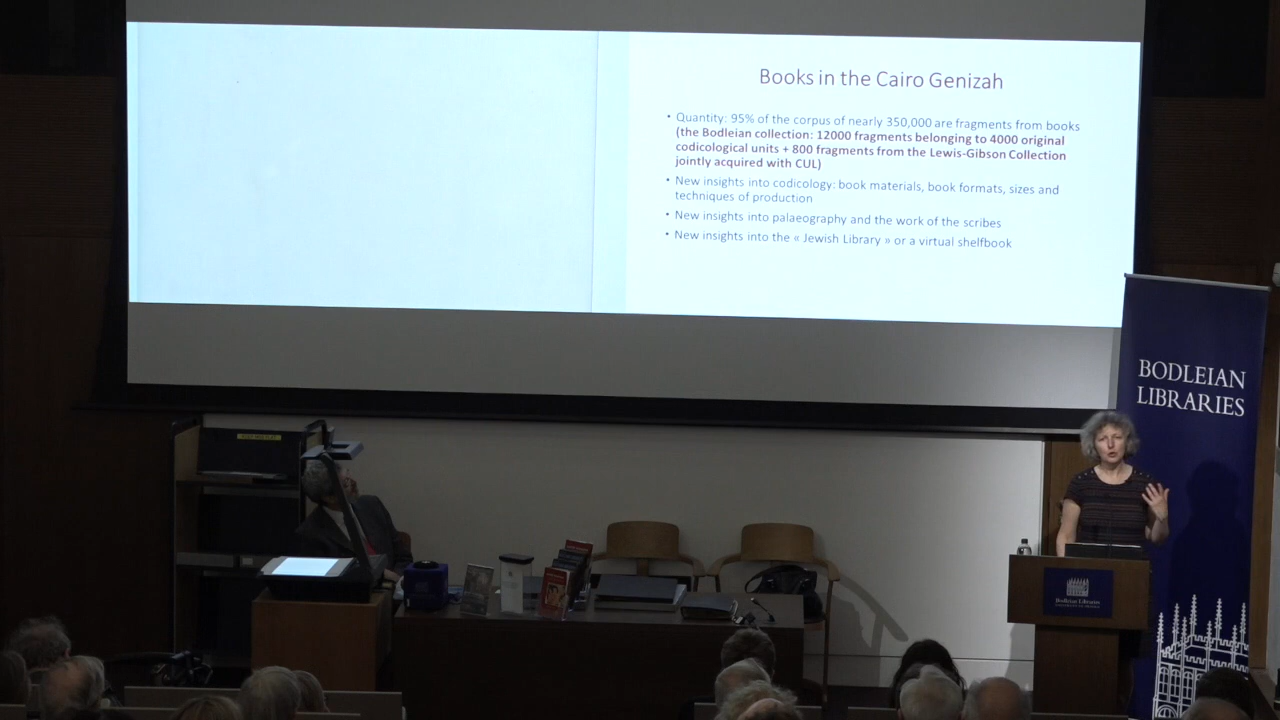 Books in the Cairo Genizah
• Quantity: 95% of the corpus of nearly 350,000 are fragments from books
(the Bodleian collection: 12000 fragments belonging to 4000 original
codicological units + 800 fragments from the Lewis-Gibson Collection
jointly acquired with CUL)
• New insights into codicology: book materials, book formats, sizes and
techniques of production
• New insights into palaeography and the work of the scribes
• New insights into the « Jewish Library » or a virtual shelfbook
BODLEIAN
LIBRARIES
Bodleian Libraries